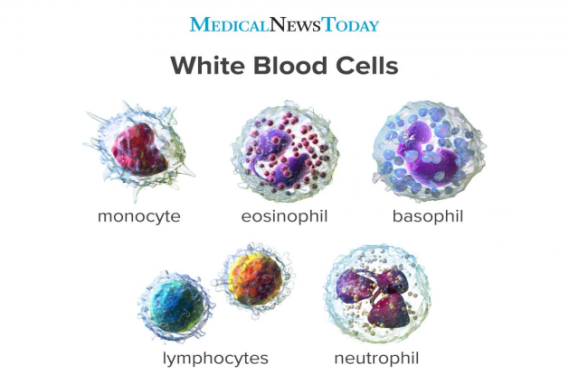 MEDICALNEWSTODAY
White Blood Cells
monocyte
eosinophil
basophil
lymphocytes
neutrophil